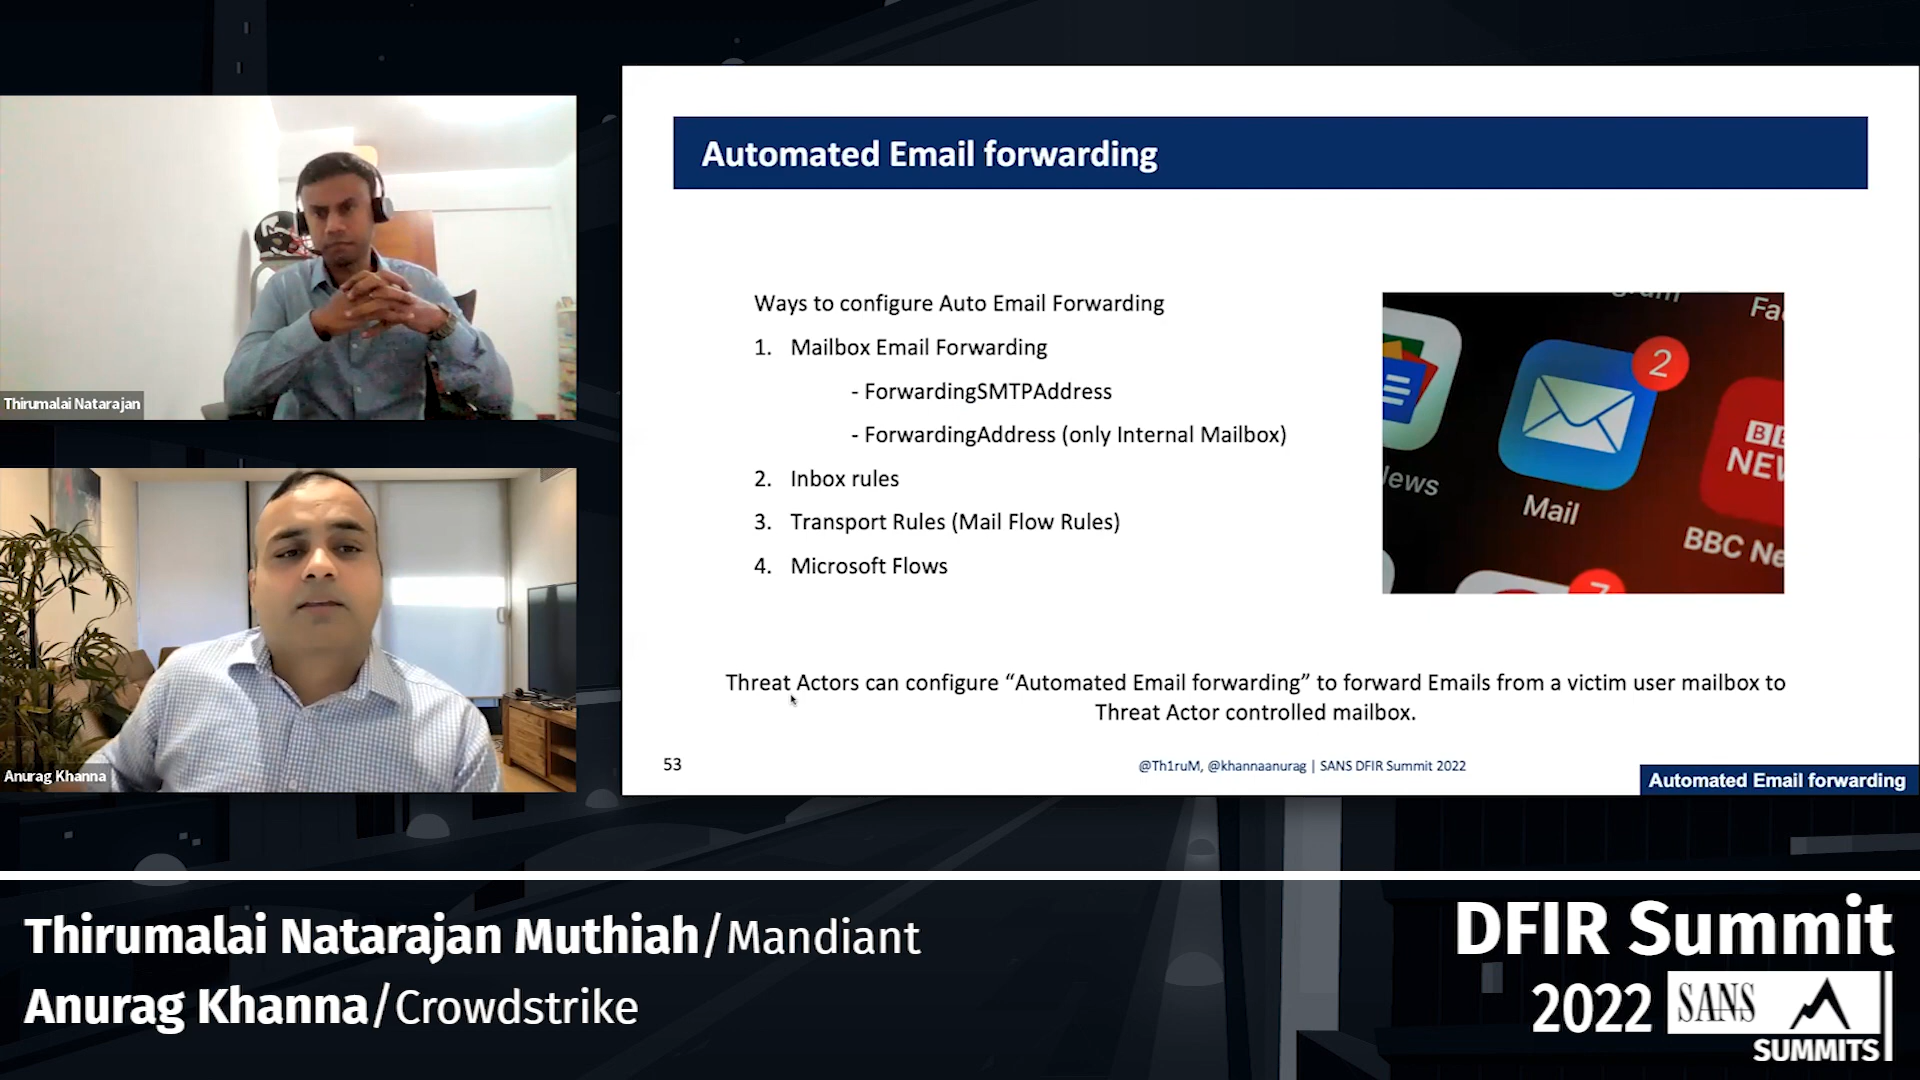 Automated Email forwarding
Ways to configure Auto Email Forwarding
1. Mailbox Email Forwarding
- ForwardingSMTPAddress
- ForwardingAddress (only Internal Mailbox)
2. Inbox rules
3. Transport Rules (Mail Flow Rules)
4. Microsoft Flows
2
Mail
BBC Ne
Threat Actors can configure “Automated Email forwarding” to forward Emails from a victim user mailbox to
Threat Actor controlled mailbox.
53
@Th1ruM, @khannaanurag | SANS DFIR Summit 2022
Automated Email forwarding
Thirumalai Natarajan
Anurag Khanna
Thirumalai Natarajan Muthiah/Mandiant
Anurag Khanna/Crowdstrike
DFIR Summit
2022 SANS
SUMMITS